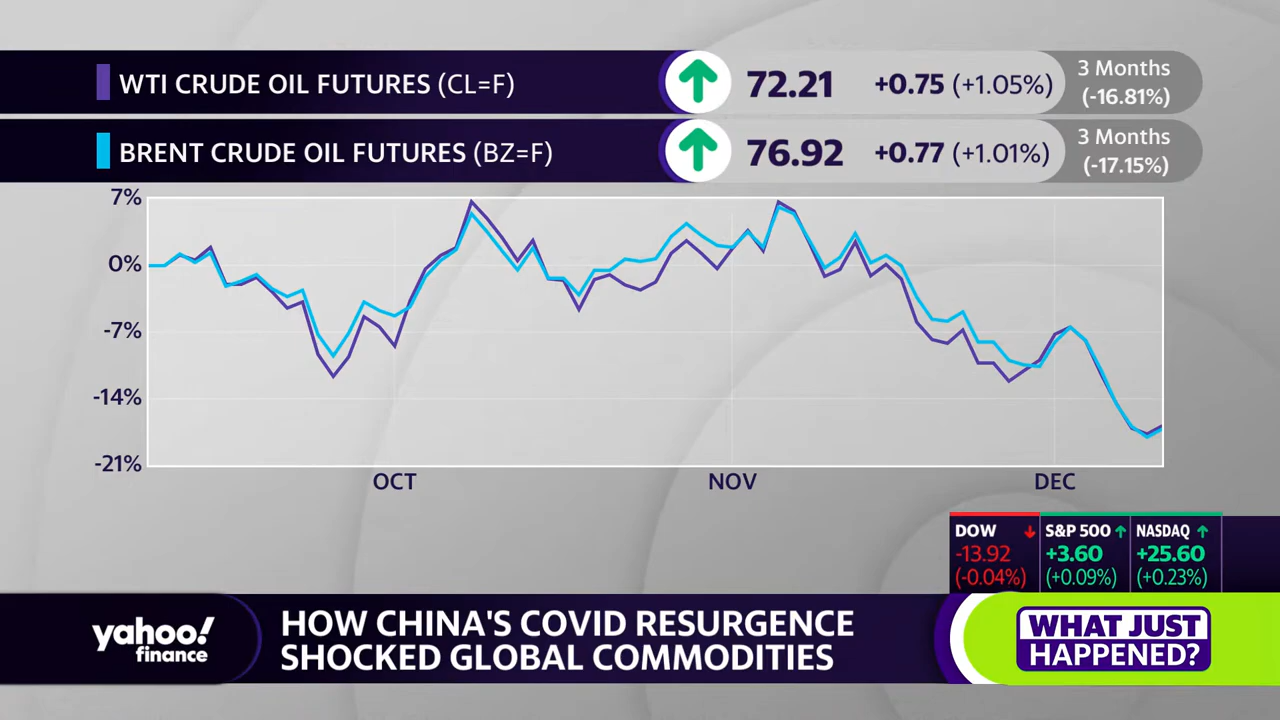 WTI CRUDE OIL FUTURES (CL=F)
72.21
+0.75 (+1.05%)
3 Months
(-16.81%)
BRENT CRUDE OIL FUTURES (BZ=F)
76.92
+0.77 (+1.01%)
3 Months
(-17.15%)
7%
0%
-7%
-14%
-21%
OCT
NOV
DEC
DOW
-13.92
(-0.04%)
S&P 500
+3.60
(+0.09%)
NASDAQ
+25.60
(+0.23%)
yahoo!
finance
HOW CHINA'S COVID RESURGENCE
SHOCKED GLOBAL COMMODITIES
WHAT JUST
HAPPENED?